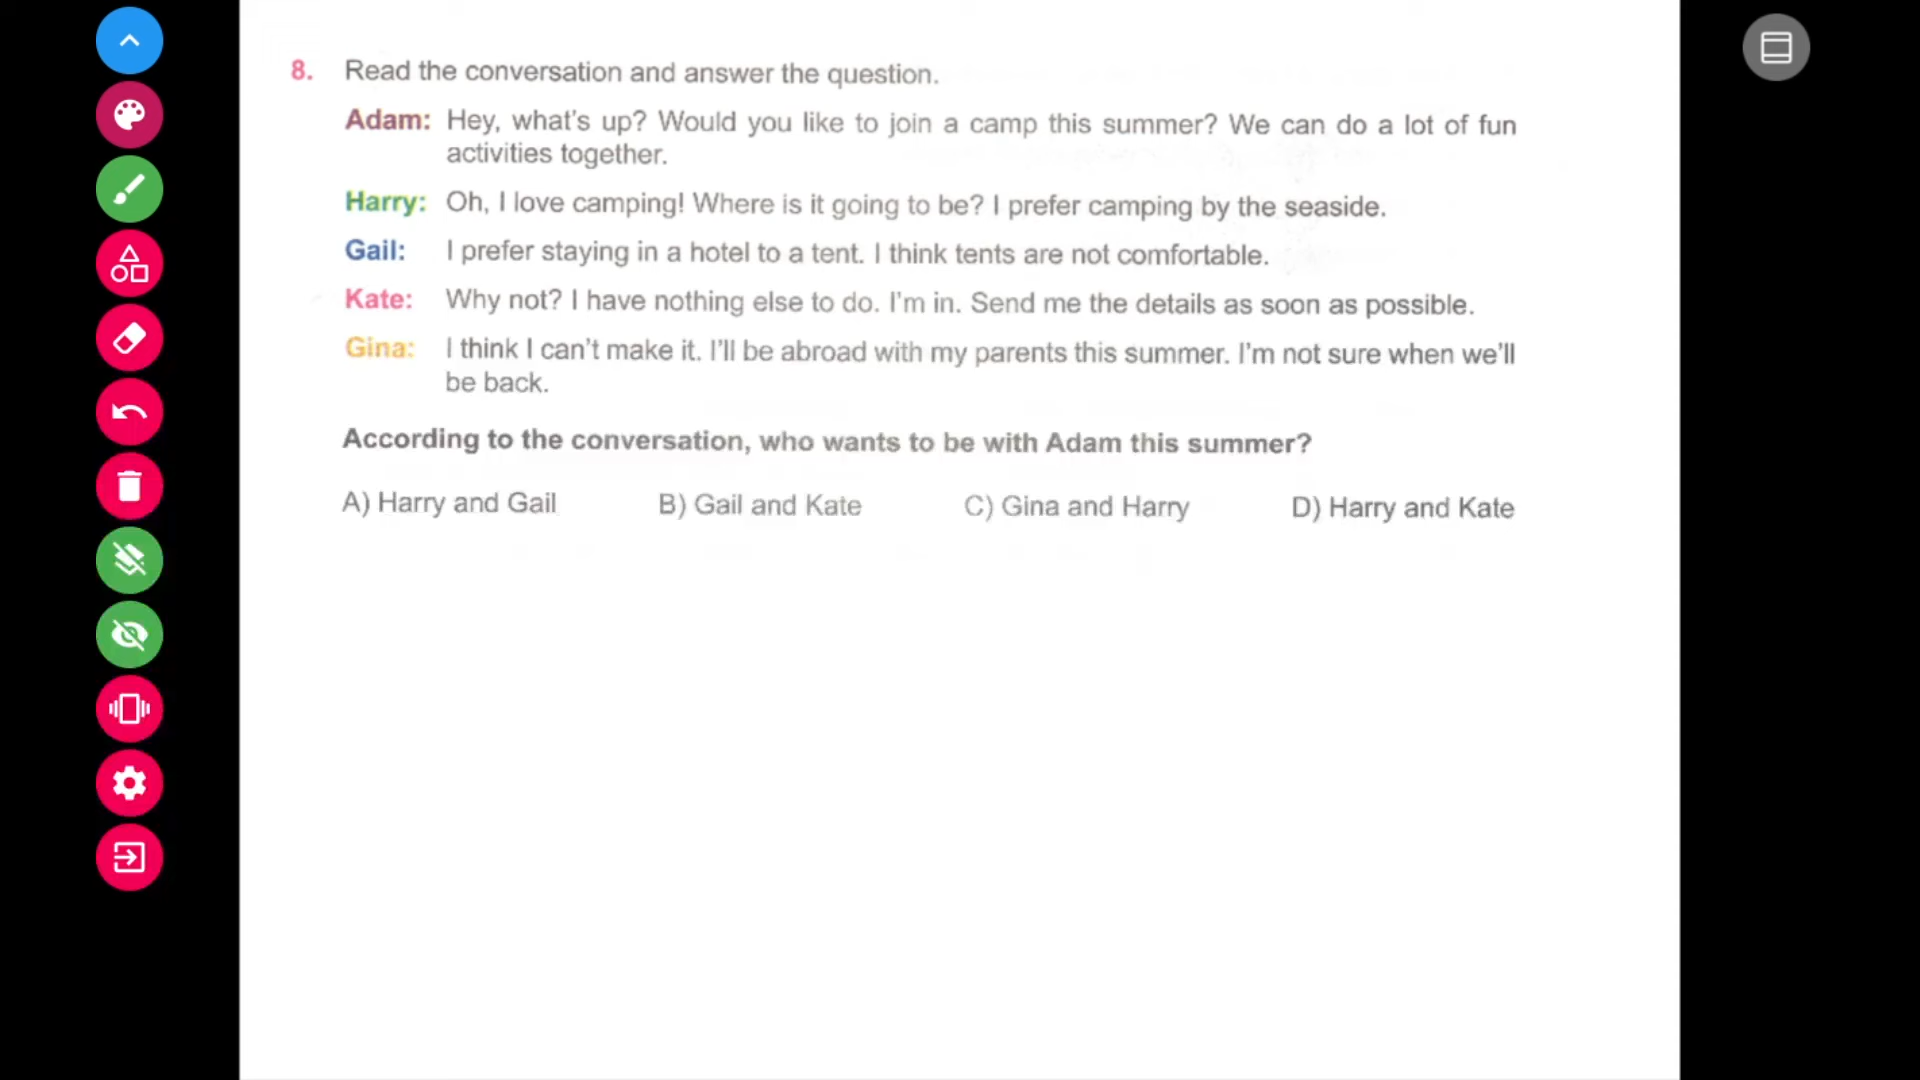 8. Read the conversation and answer the question.
Adam: Hey, what's up? Would you like to join a camp this summer? We can do a lot of fun
activities together.
Harry: Oh, I love camping! Where is it going to be? I prefer camping by the seaside.
Gail: I prefer staying in a hotel to a tent. I think tents are not comfortable.
Kate: Why not? I have nothing else to do. I'm in. Send me the details as soon as possible.
Gina: I think I can't make it. I'll be abroad with my parents this summer. I'm not sure when we'll
be back.
According to the conversation, who wants to be with Adam this summer?
A) Harry and Gail B) Gail and Kate C) Gina and Harry D) Harry and Kate